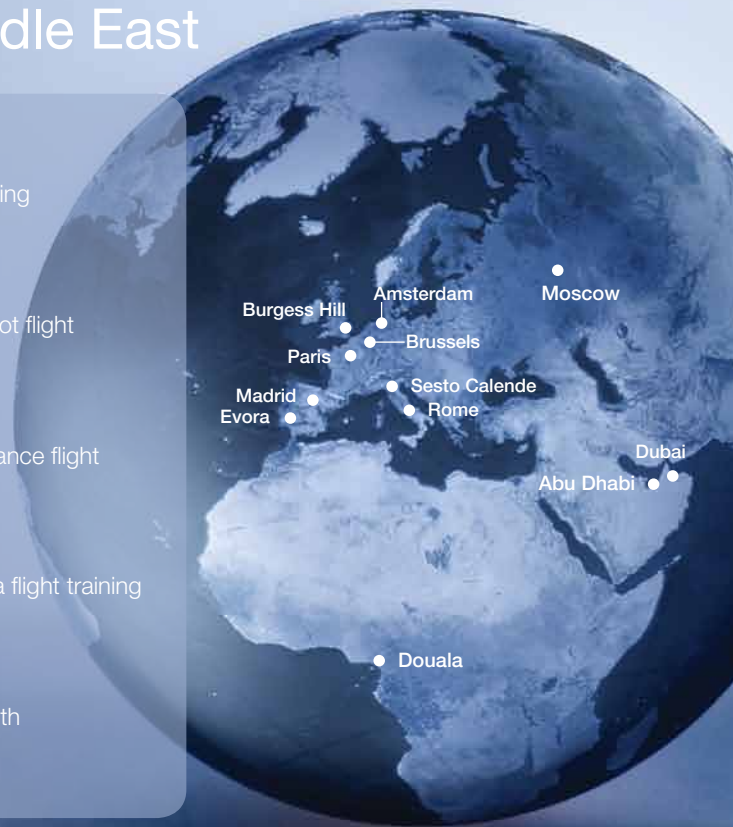 dle East
ing
ot flight
ance flight
a flight training
th
Amsterdam
Moscow
Burgess Hill
Brussels
Paris
Sesto Calende
Madrid
Rome
Evora
Dubai
Abu Dhabi
Douala